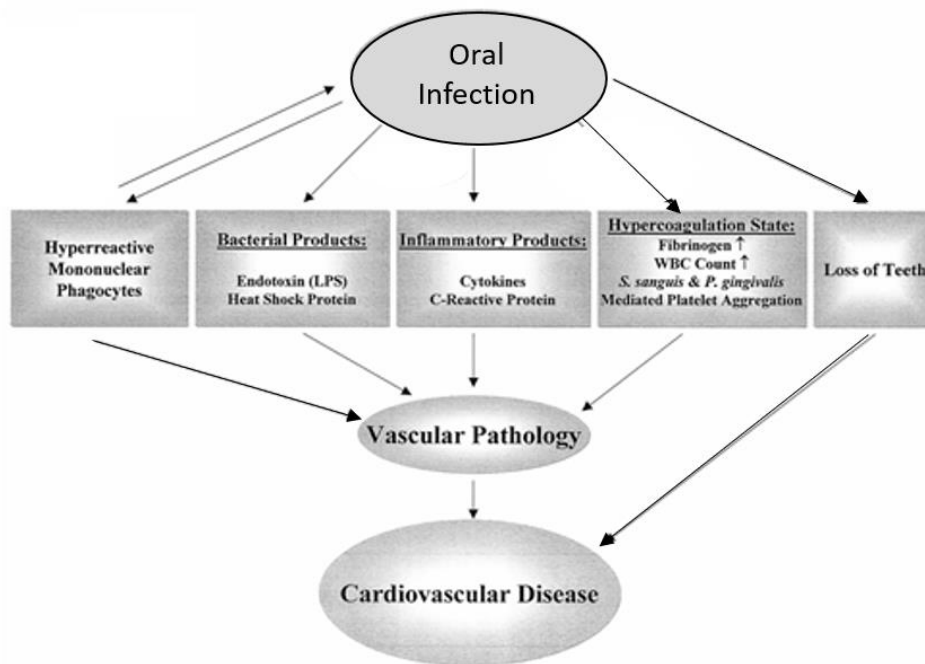 Oral
Infection
Hyperreactive
Mononuclear
Phagocytes
Bacterial Products:
Endotoxin (LPS)
Heat Shock Protein
Inflammatory Products:
Cytokines
C-Reactive Protein
Hypercoagulation State:
Fibrinogen ↑
WBC Count ↑
S. sanguis & P. gingivalis
Mediated Platelet Aggregation
Loss of Teeth
Vascular Pathology
Cardiovascular Disease